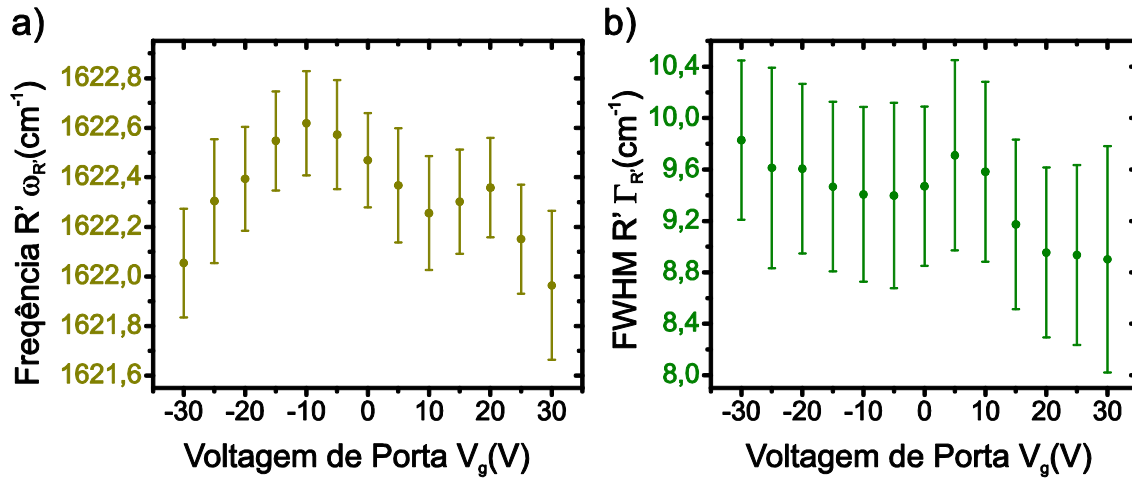 a)
Freqência R' ωR'(cm-1)
1622,8
1622,6
1622,4
1622,2
1622,0
1621,8
1621,6
-30 -20 -10 0 10 20 30
Voltagem de Porta Vg(V)
b)
FWHM R' ΓR'(cm-1)
10,4
10,0
9,6
9,2
8,8
8,4
8,0
-30 -20 -10 0 10 20 30
Voltagem de Porta Vg(V)